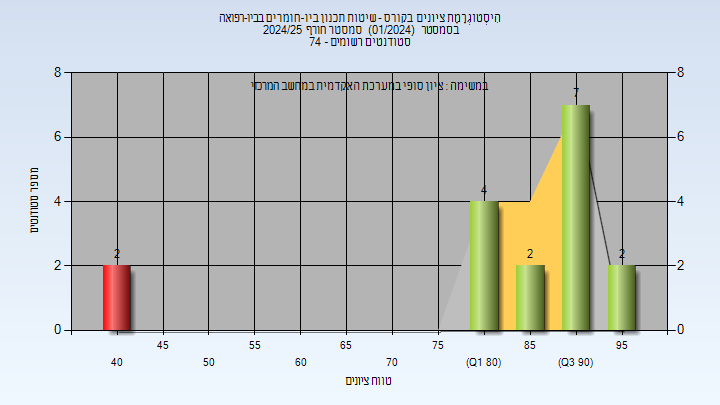 היסטוגרמת ציונים בקורס - שיטות תכנון ביו-חומרים בביו-רפואה
בסמסטר (01/2024) סמסטר חורף 2024/25
סטודנטים רשומים - 74
במשימה : ציון סופי במערכת האקדמית במחשב המרכזי
מספר סטודנטים
8 8
6 6
4 4
2 2
0 0
2
4
2
7
2
45 55 65 75 85 95
40 50 60 70 (Q1 80) (Q3 90)
טווח ציונים